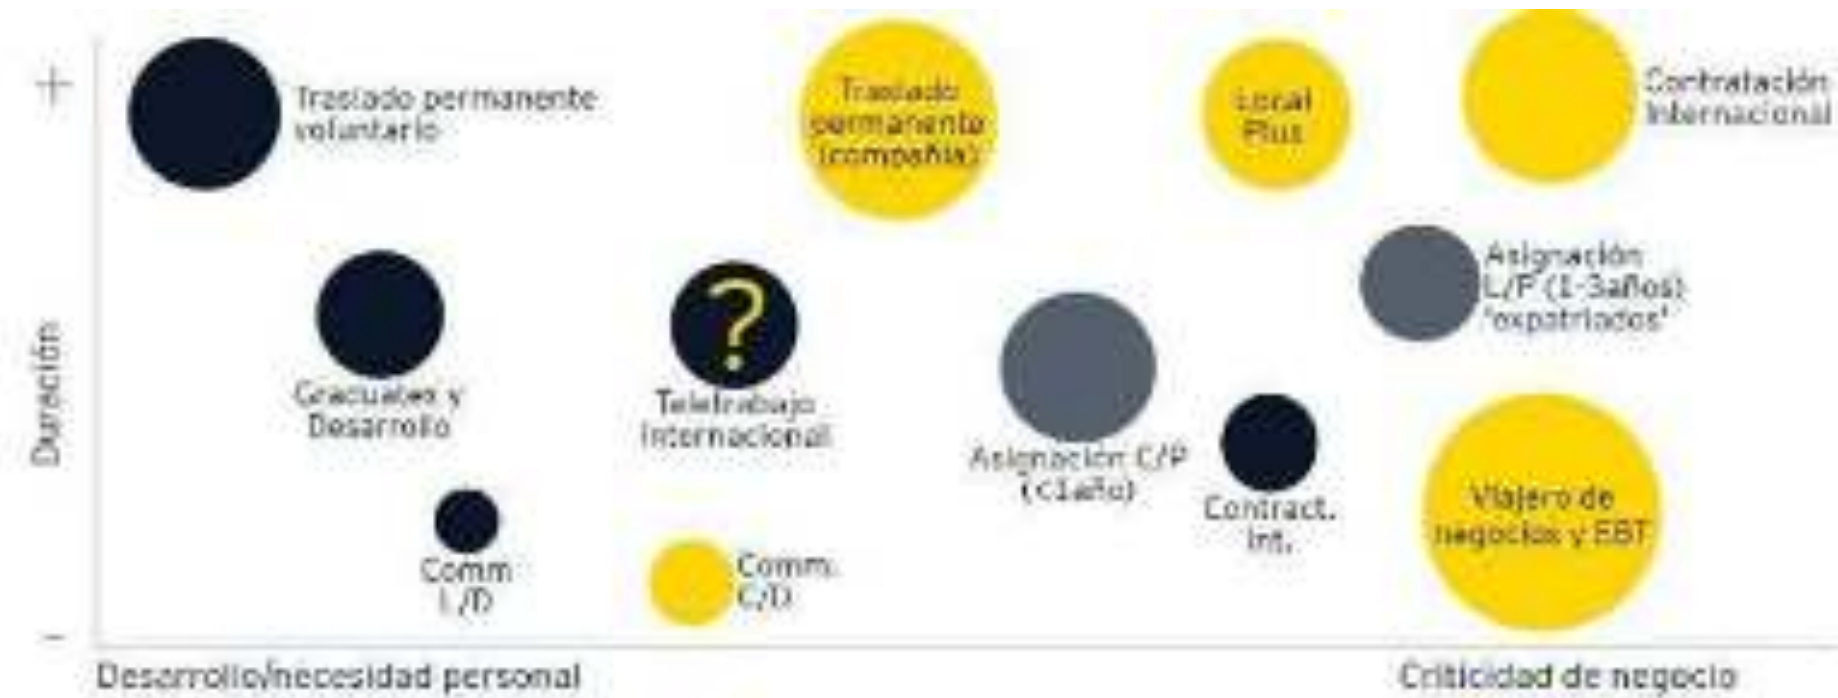 +
Traslado permanente
voluntario
Traslado
permanente
(compañía)
Local
Plus
Contratación
Internacional
Asignación
L/P (1-3años)
'expatriados'
Graduates y
Desarrollo
?
Teletrabajo
Internacional
Asignación C/P
(<1año)
Contract.
Int.
Viajero de
negocios y EBT
Comm
L/D
Comm.
C/D
Duración
-
Desarrollo/necesidad personal
Criticidad de negocio